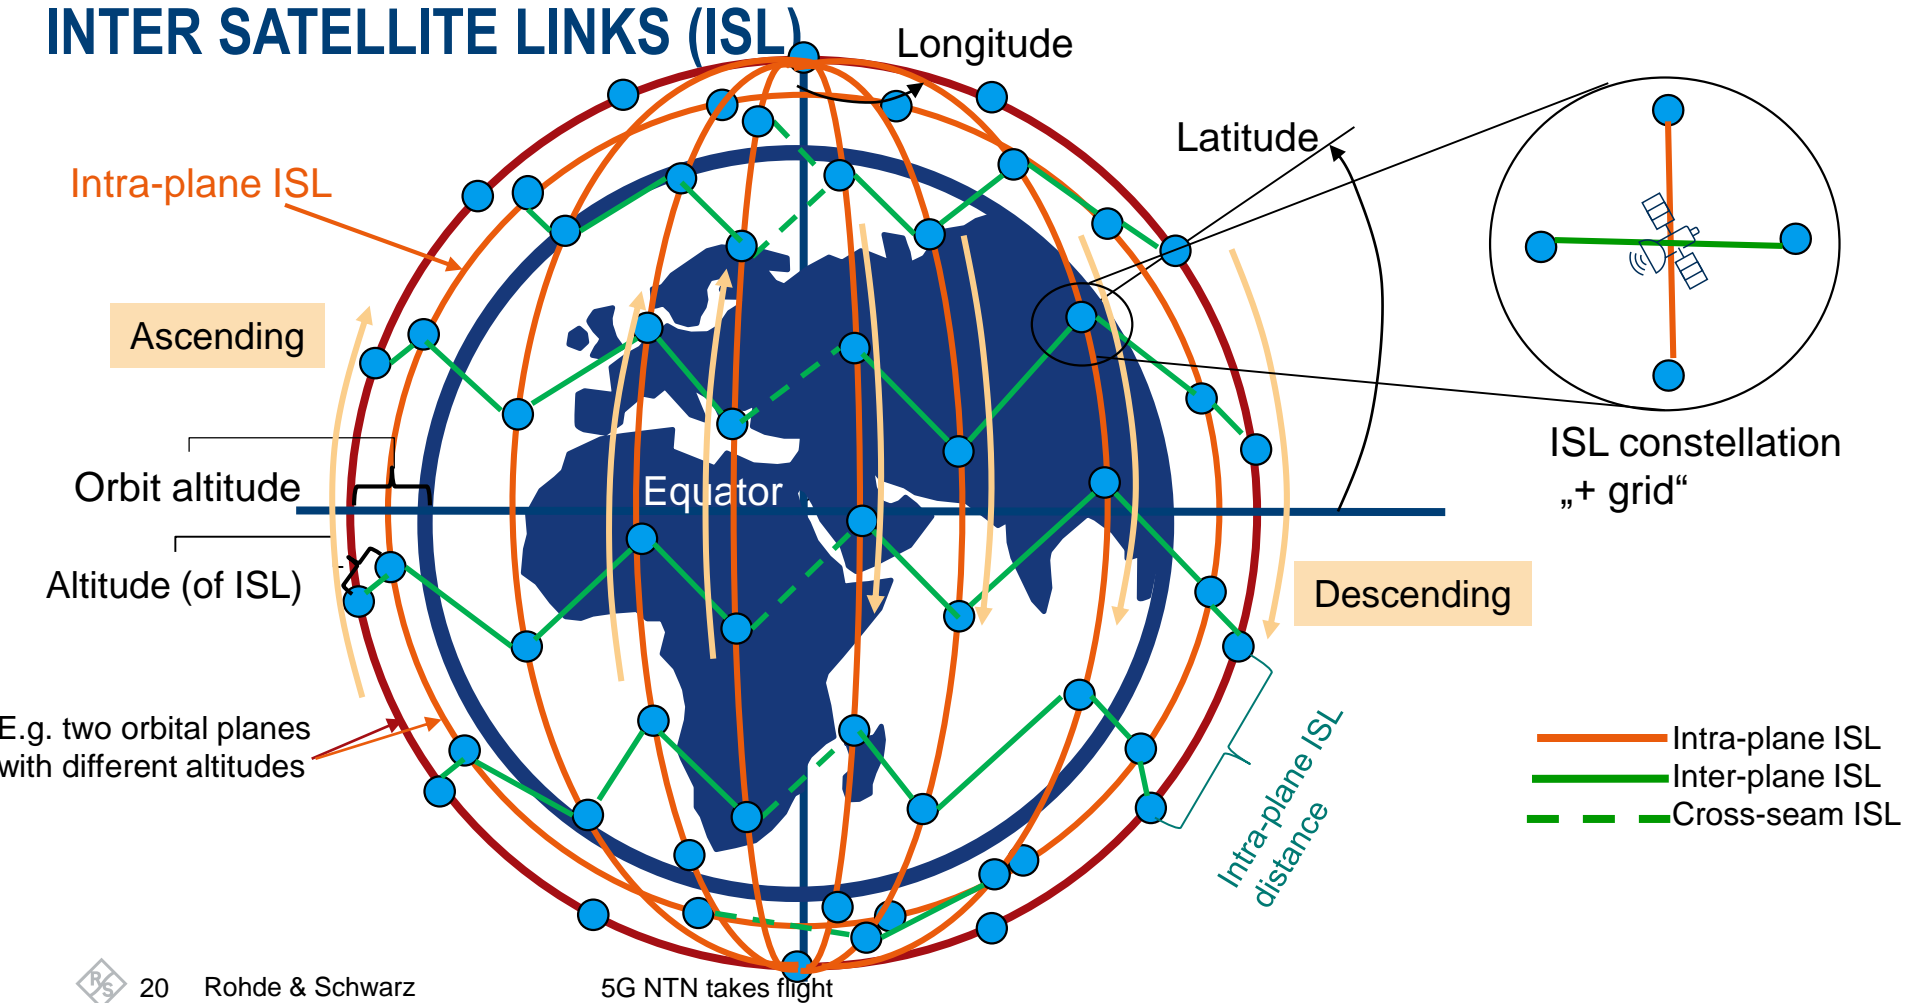 INTER SATELLITE LINKS (ISL)
Longitude
Latitude
Intra-plane ISL
Ascending
Orbit altitude
Equator
Altitude (of ISL)
ISL constellation
„+ grid“
Descending
E.g. two orbital planes
with different altitudes
Intra-plane ISL
distance
Intra-plane ISL
Inter-plane ISL
Cross-seam ISL
R
S
20 Rohde & Schwarz 5G NTN takes flight